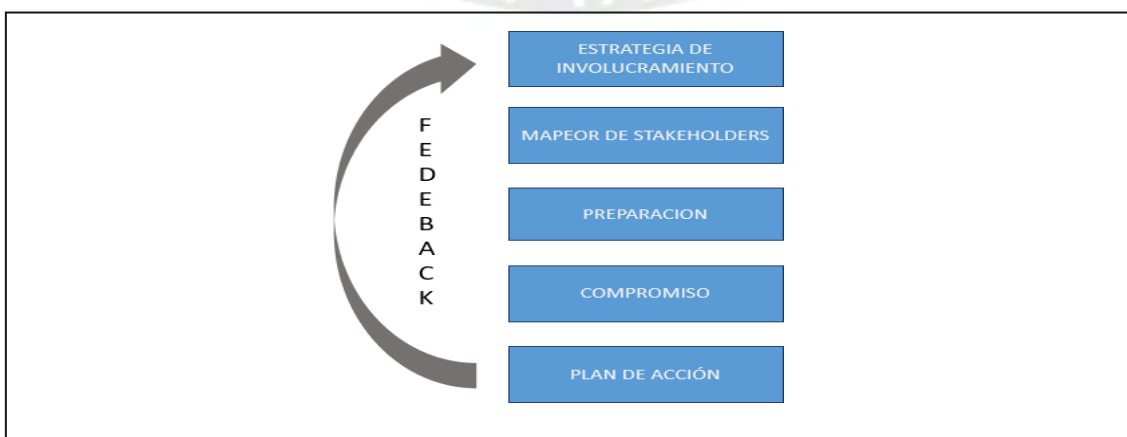 ESTRATEGIA DE
INVOLUCRAMIENTO
MAPEOR DE STAKEHOLDERS
PREPARACION
COMPROMISO
PLAN DE ACCIÓN
F
E
D
E
B
A
C
K